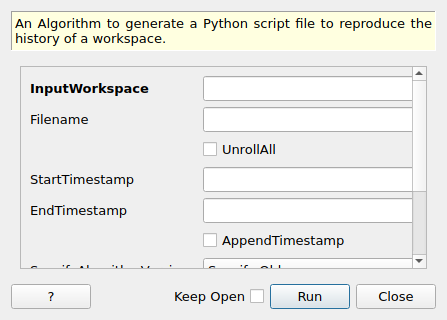 An Algorithm to generate a Python script file to reproduce the
history of a workspace.
InputWorkspace
Filename
UnrollAll
StartTimestamp
EndTimestamp
AppendTimestamp
?
Keep Open
Run
Close